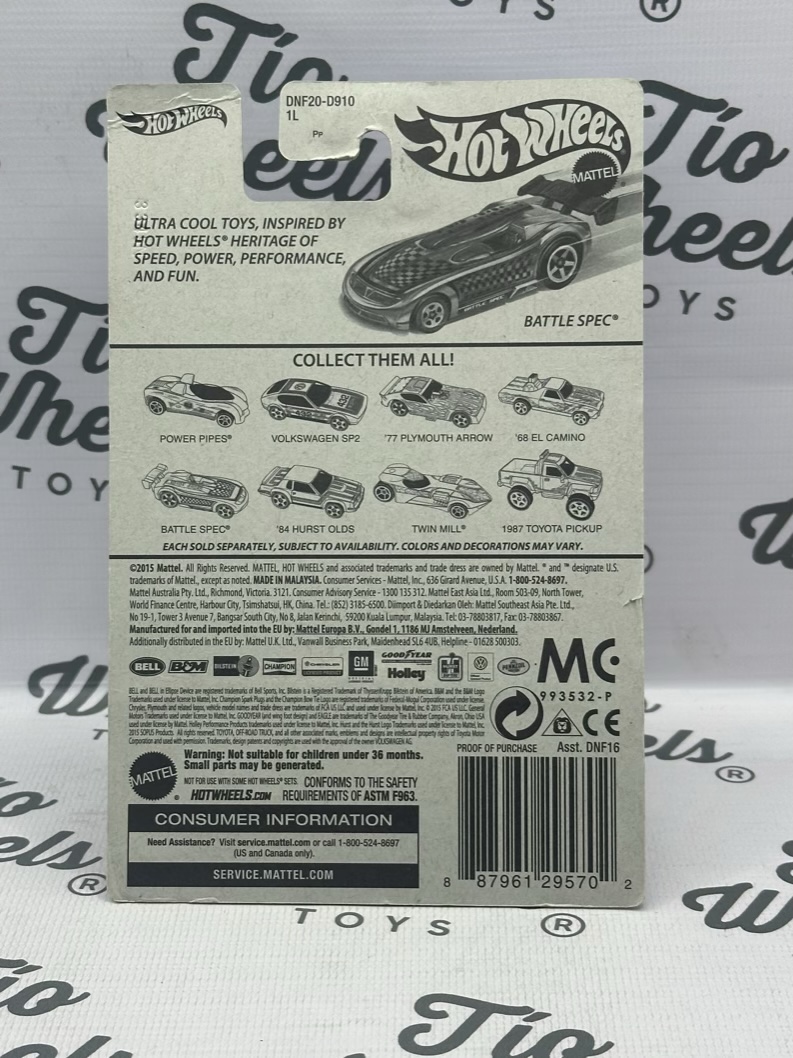 Tío
Wheels
TOYS ®
HOT WHEELS
DNF20-D910
1L
Pp
HOT WHEELS
MATTEL
ULTRA COOL TOYS, INSPIRED BY
HOT WHEELS® HERITAGE OF
SPEED, POWER, PERFORMANCE,
AND FUN.
BATTLE SPEC®
COLLECT THEM ALL!
POWER PIPES® VOLKSWAGEN SP2 '77 PLYMOUTH ARROW '68 EL CAMINO
BATTLE SPEC® '84 HURST OLDS TWIN MILL® 1987 TOYOTA PICKUP
EACH SOLD SEPARATELY, SUBJECT TO AVAILABILITY. COLORS AND DECORATIONS MAY VARY.
©2015 Mattel. All Rights Reserved. MATTEL, HOT WHEELS and associated trademarks and trade dress are owned by Mattel. ® and ™ designate U.S.
trademarks of Mattel, except as noted. MADE IN MALAYSIA. Consumer Services - Mattel, Inc., 636 Girard Avenue, U.S.A. 1-800-524-8697.
Mattel Australia Pty. Ltd., Richmond, Victoria. 3121. Consumer Advisory Service - 1300 135 312. Mattel East Asia Ltd., Room 503-09, North Tower,
World Finance Centre, Harbour City, Tsimshatsui, HK, China. Tel.: (852) 3185-6500. Diimport & Diedarkan Oleh: Mattel Southeast Asia Pte. Ltd.,
No 19-1, Tower 3 Avenue 7, Bangsar South City, No 8, Jalan Kerinchi, 59200 Kuala Lumpur, Malaysia. Tel: 03-78803817, Fax: 03-78803867.
Manufactured for and imported into the EU by: Mattel Europa B.V., Gondel 1, 1186 MJ Amstelveen, Nederland.
Additionally distributed in the EU by: Mattel U.K. Ltd., Vanwall Business Park, Maidenhead SL6 4UB. Helpline - 01628 500303.
BELL B&M BILSTEIN CHAMPION CHRYSLER GM GOODYEAR Holley
MC
993532-P
CE
PROOF OF PURCHASE Asst. DNF16
Warning: Not suitable for children under 36 months.
Small parts may be generated.
MATTEL
NOT FOR USE WITH SOME HOT WHEELS® SETS. CONFORMS TO THE SAFETY
HOTWHEELS.COM REQUIREMENTS OF ASTM F963.
CONSUMER INFORMATION
Need Assistance? Visit service.mattel.com or call 1-800-524-8697
(US and Canada only).
SERVICE.MATTEL.COM
8 87961 29570 2
TOYS ®
Tío